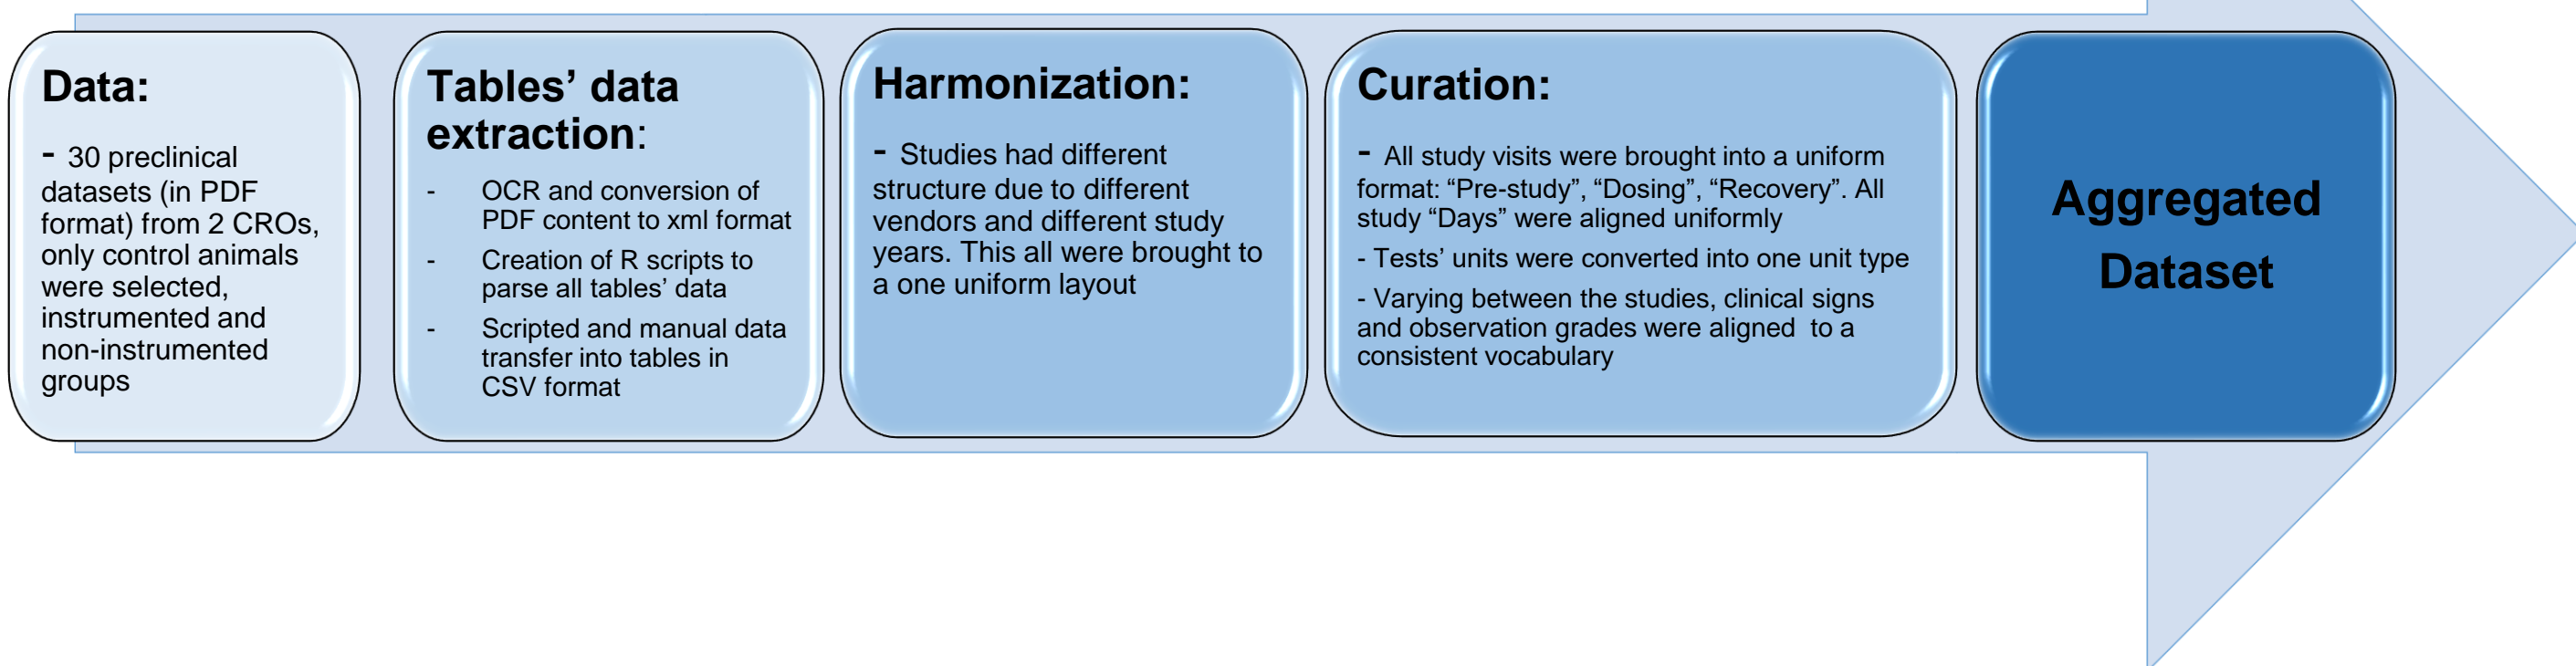 Data:
- 30 preclinical
datasets (in PDF
format) from 2 CROs,
only control animals
were selected,
instrumented and
non-instrumented
groups
Tables’ data
extraction:
- OCR and conversion of
PDF content to xml format
- Creation of R scripts to
parse all tables’ data
- Scripted and manual data
transfer into tables in
CSV format
Harmonization:
- Studies had different
structure due to different
vendors and different study
years. This all were brought to
a one uniform layout
Curation:
- All study visits were brought into a uniform
format: “Pre-study”, “Dosing”, “Recovery”. All
study “Days” were aligned uniformly
- Tests’ units were converted into one unit type
- Varying between the studies, clinical signs
and observation grades were aligned to a
consistent vocabulary
Aggregated
Dataset